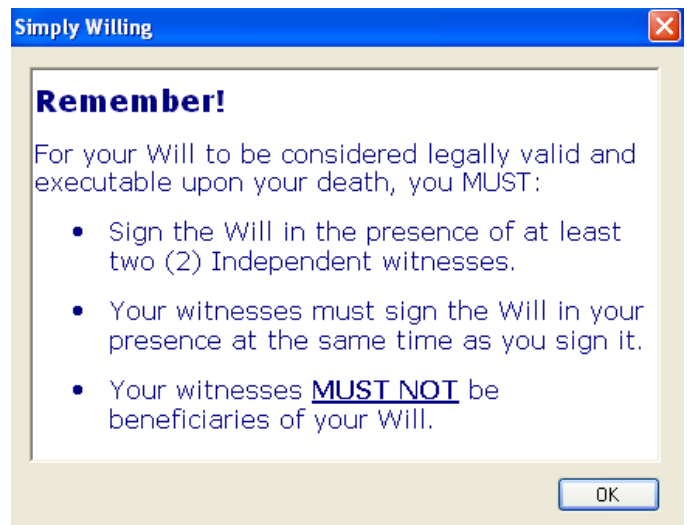 Simply Willing
Remember!
For your Will to be considered legally valid and
executable upon your death, you MUST:
• Sign the Will in the presence of at least
two (2) Independent witnesses.
• Your witnesses must sign the Will in your
presence at the same time as you sign it.
• Your witnesses MUST NOT be
beneficiaries of your Will.
OK